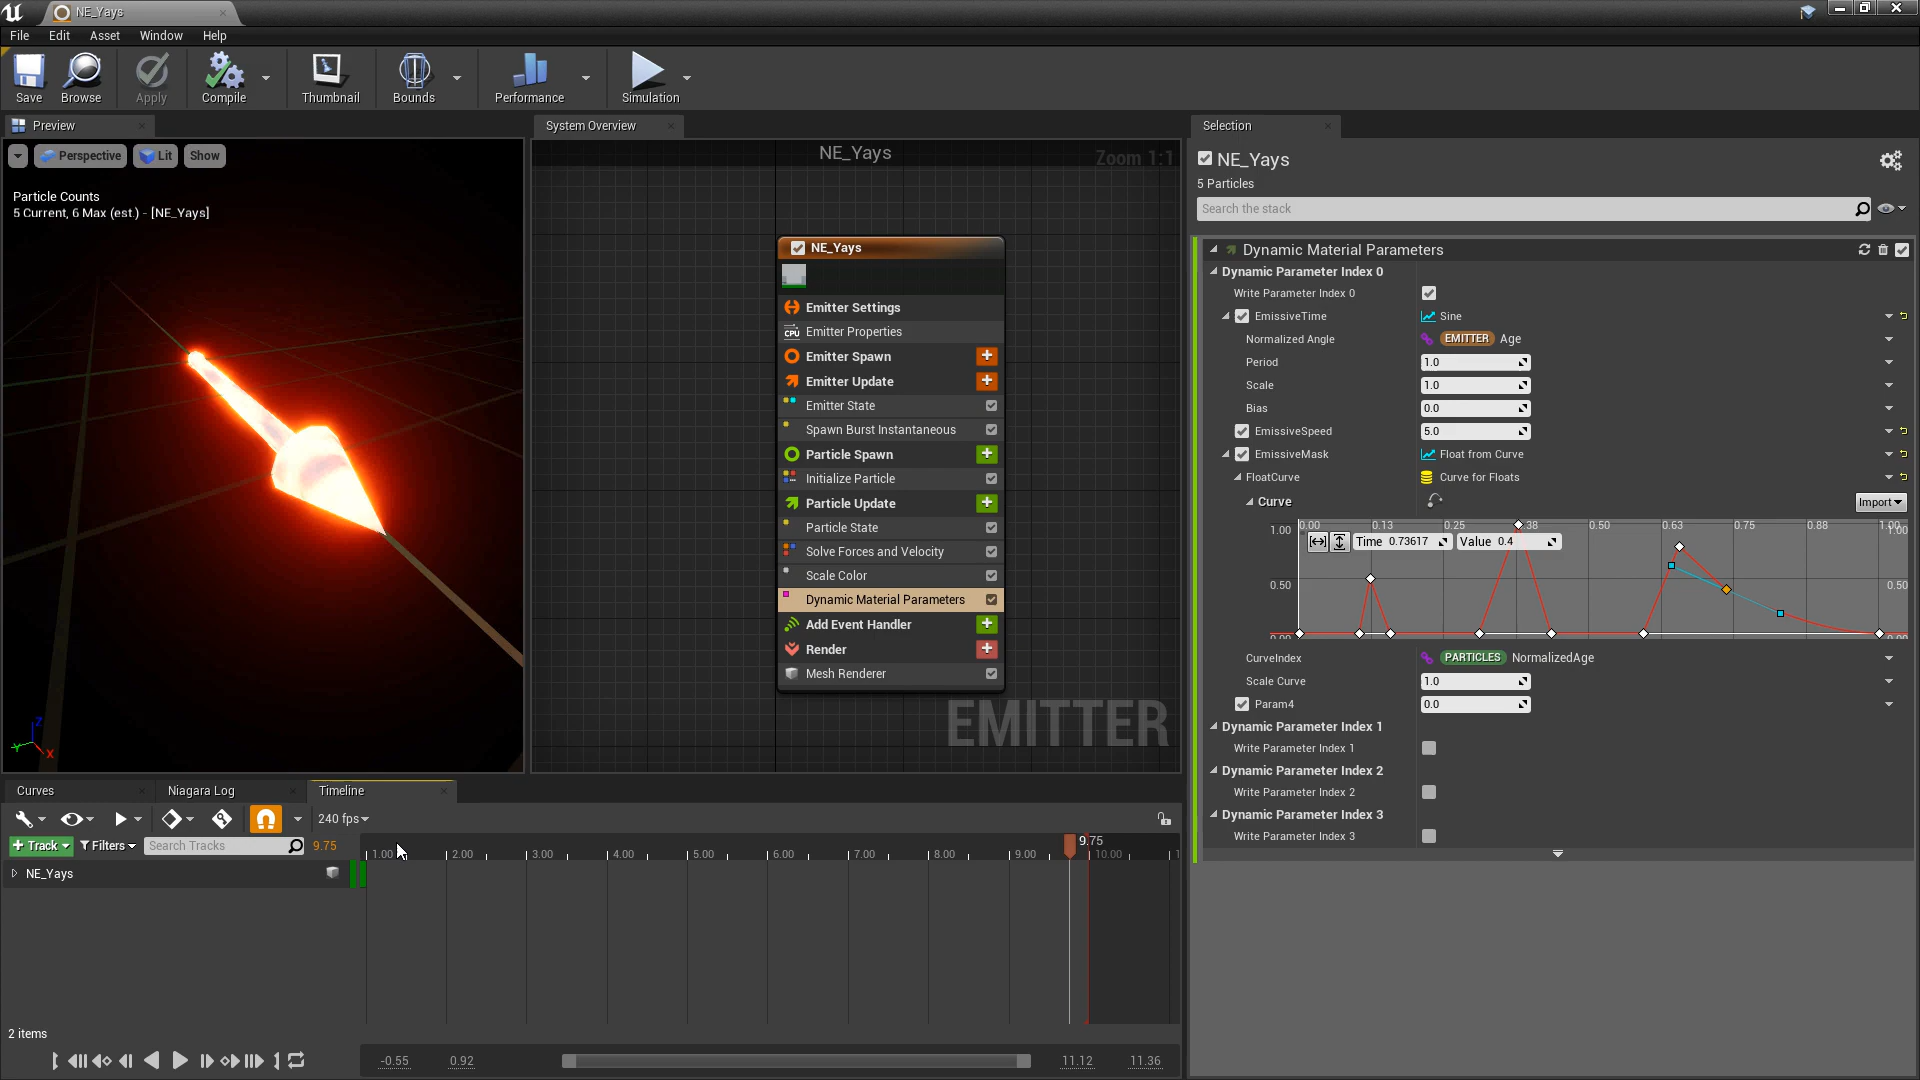 NE_Yays
File Edit Asset Window Help
Save Browse Apply Compile Thumbnail Bounds Performance Simulation
Preview
Perspective Lit Show
Particle Counts
5 Current, 6 Max (est.) - [NE_Yays]
Z
Y
X
System Overview
NE_Yays
Zoom 1:1
NE_Yays
Emitter Settings
CPU Emitter Properties
Emitter Spawn
Emitter Update
Emitter State
Spawn Burst Instantaneous
Particle Spawn
Initialize Particle
Particle Update
Particle State
Solve Forces and Velocity
Scale Color
Dynamic Material Parameters
Add Event Handler
Render
Mesh Renderer
EMITTER
Selection
NE_Yays
5 Particles
Search the stack
Dynamic Material Parameters
Dynamic Parameter Index 0
Write Parameter Index 0
EmissiveTime Sine
Normalized Angle EMITTER Age
Period 1.0
Scale 1.0
Bias 0.0
EmissiveSpeed 5.0
EmissiveMask Float from Curve
FloatCurve Curve for Floats
Curve Import
1.00 0.00 0.13 0.25 38 0.50 0.63 0.75 0.88 1.00 1.00
Time 0.73617 Value 0.4
0.50 0.50
0.00 0.00
CurveIndex PARTICLES NormalizedAge
Scale Curve 1.0
Param4 0.0
Dynamic Parameter Index 1
Write Parameter Index 1
Dynamic Parameter Index 2
Write Parameter Index 2
Dynamic Parameter Index 3
Write Parameter Index 3
Curves Niagara Log Timeline
240 fps
+ Track Filters Search Tracks 9.75
9.75
1.00 2.00 3.00 4.00 5.00 6.00 7.00 8.00 9.00 10.00 1
NE_Yays
2 items
-0.55 0.92 11.12 11.36